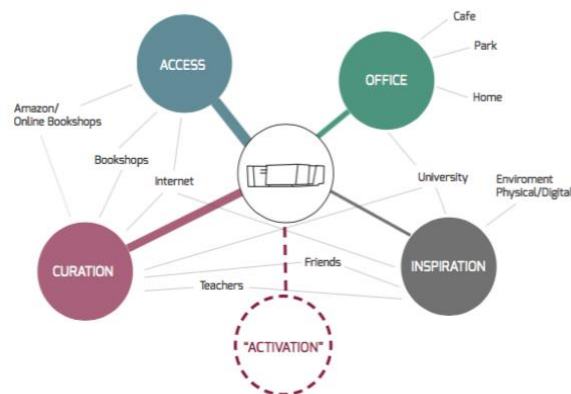 Cafe
ACCESS
Park
OFFICE
Home
Amazon/
Online Bookshops
Bookshops
Internet
University
Enviroment
Physical/Digital
CURATION
Friends
INSPIRATION
Teachers
"ACTIVATION"